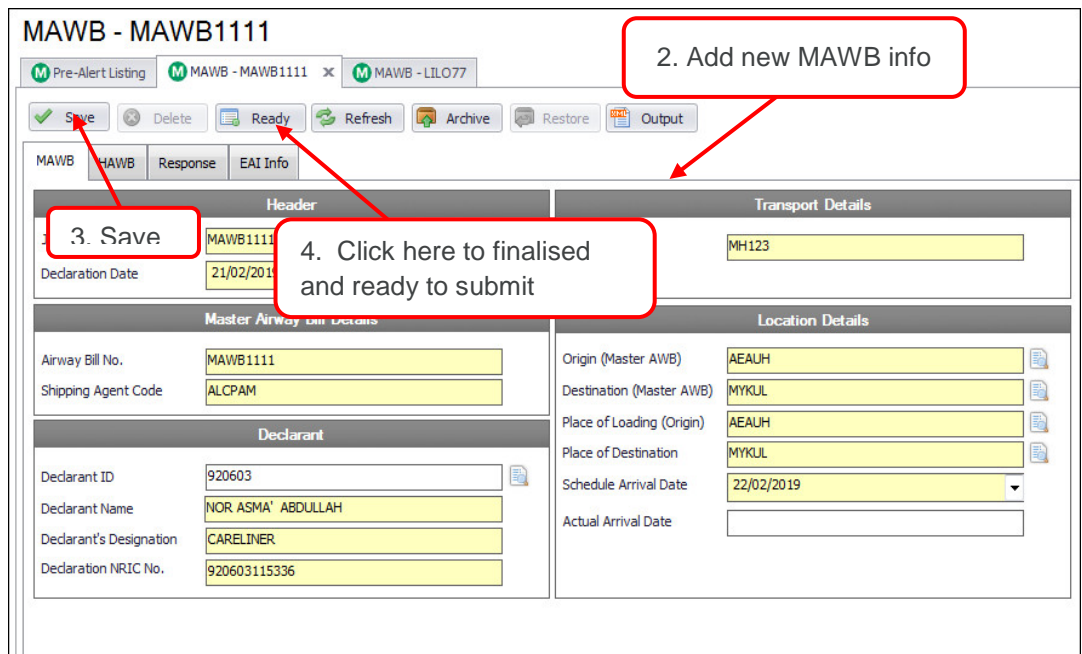 MAWB - MAWB1111
2. Add new MAWB info
Pre-Alert Listing MAWB - MAWB1111 MAWB - LILO77
Save Delete Ready Refresh Archive Restore Output
MAWB HAWB Response EAI Info
Header Transport Details
3. Save
MAWB1111
4. Click here to finalised
and ready to submit
MH123
Declaration Date 21/02/201
Master Airway Bill Details Location Details
Airway Bill No. MAWB1111 Origin (Master AWB) AEAUH
Shipping Agent Code ALCPAM Destination (Master AWB) MYKUL
Declarant Place of Loading (Origin) AEAUH
Place of Destination MYKUL
Declarant ID 920603 Schedule Arrival Date 22/02/2019
Declarant Name NOR ASMA' ABDULLAH
Actual Arrival Date
Declarant's Designation CARELINER
Declaration NRIC No. 920603115336